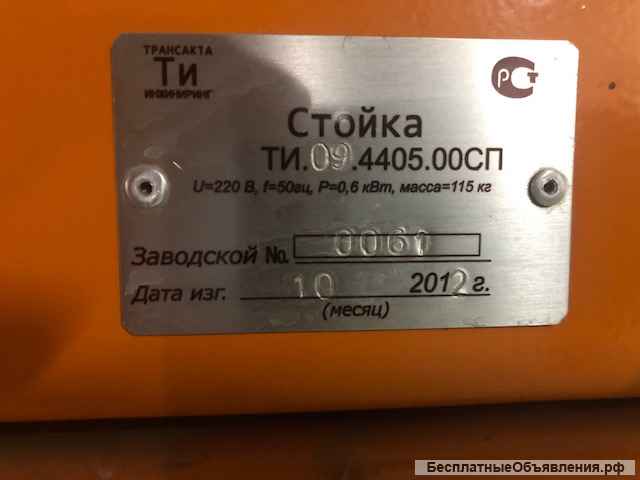 ТРАНСАКТА
Ти
ИНЖИНИРИНГ
РСТ
Стойка
ТИ.09.4405.00СП
U=220 В, f=50гц, Р=0,6 кВт, масса=115 кг
Заводской № 0061
Дата изг. 10 2012 г.
(месяц)
БесплатныеОбъявления.рф